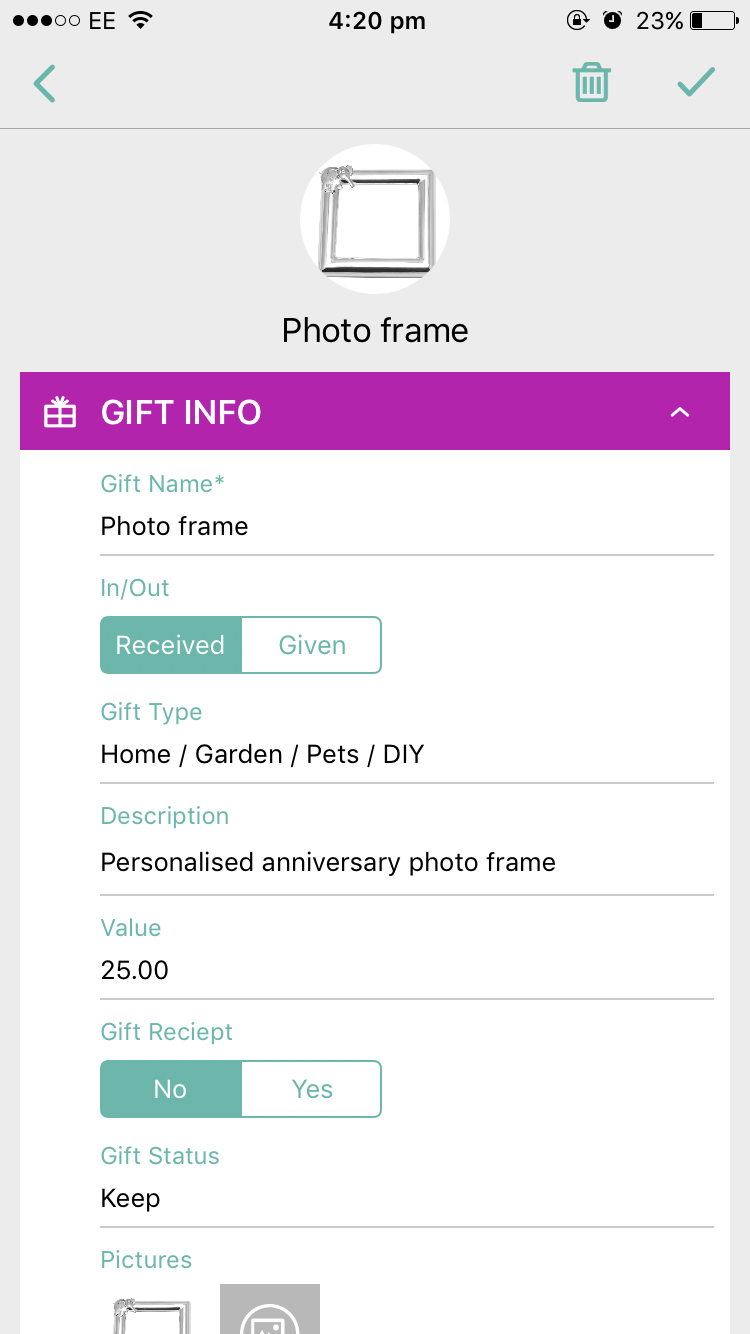 EE 4:20 pm 23%
Photo frame
GIFT INFO
Gift Name*
Photo frame
In/Out
Received Given
Gift Type
Home / Garden / Pets / DIY
Description
Personalised anniversary photo frame
Value
25.00
Gift Reciept
No Yes
Gift Status
Keep
Pictures